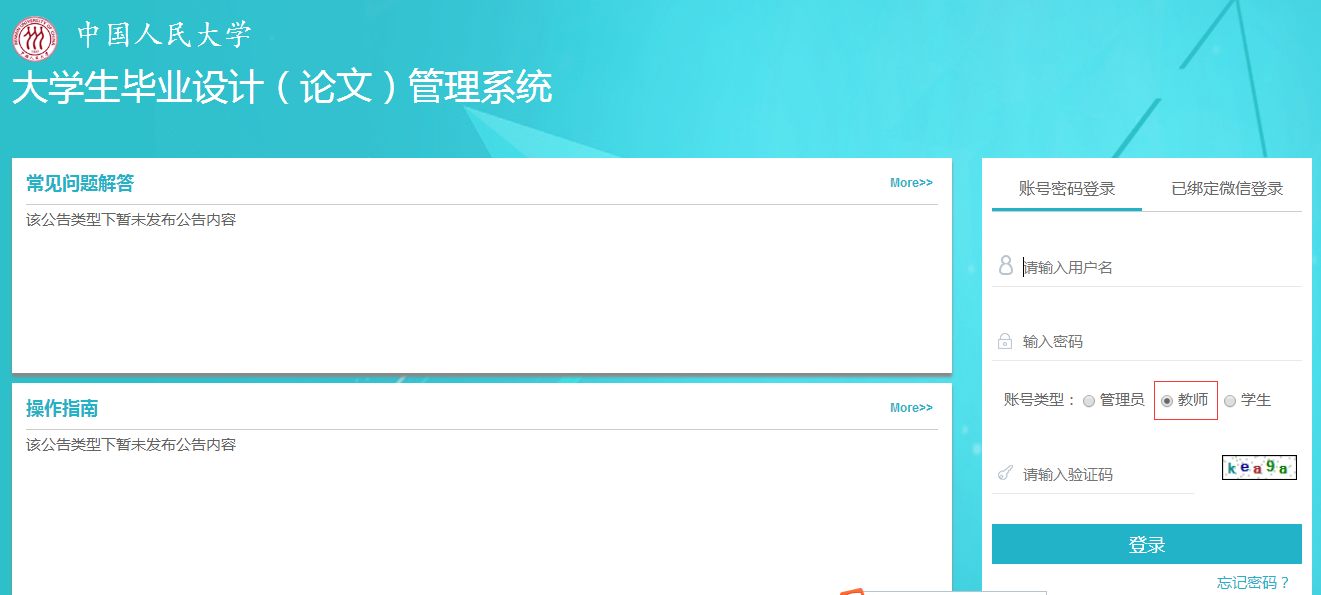 中国人民大学
大学生毕业设计（论文）管理系统
常见问题解答 More>>
该公告类型下暂未发布公告内容
操作指南 More>>
该公告类型下暂未发布公告内容
账号密码登录 已绑定微信登录
请输入用户名
输入密码
账号类型： 管理员 教师 学生
请输入验证码 kea9a
登录
忘记密码？